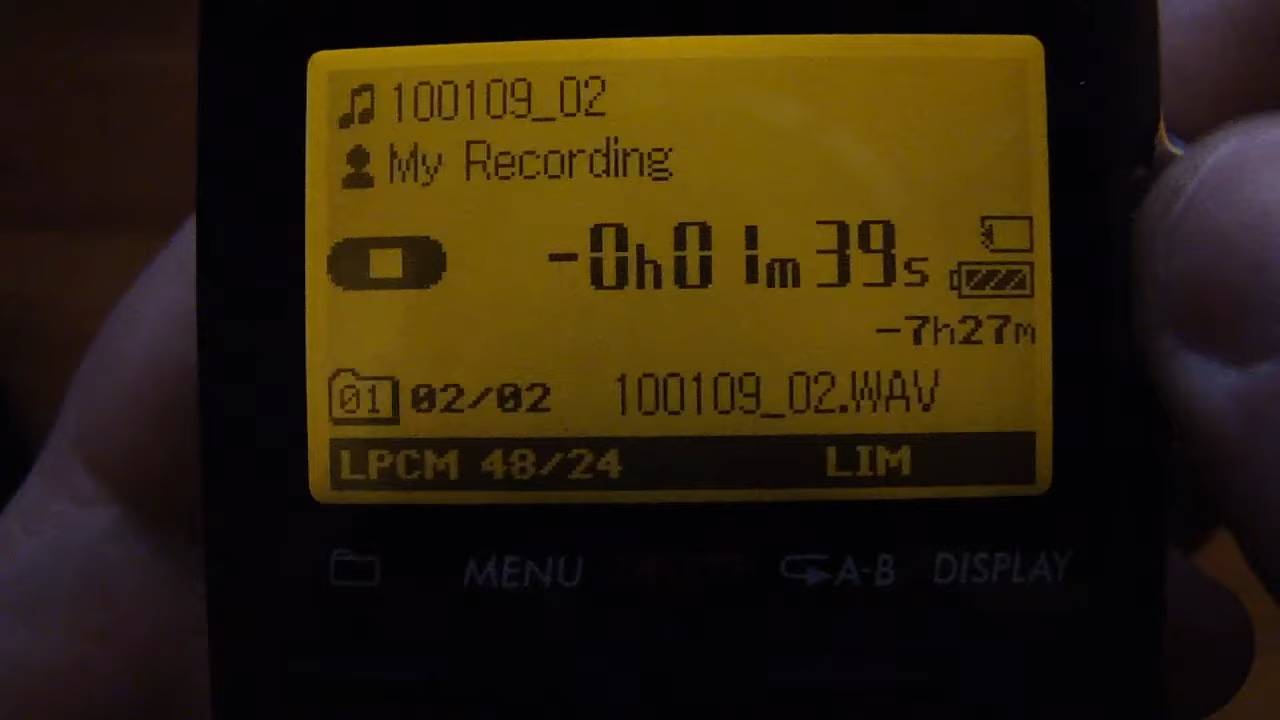 100109_02
My Recording
-0h01m39s
-7h27m
01 02/02 100109_02.WAV
LPCM 48/24 LIM
MENU A-B DISPLAY